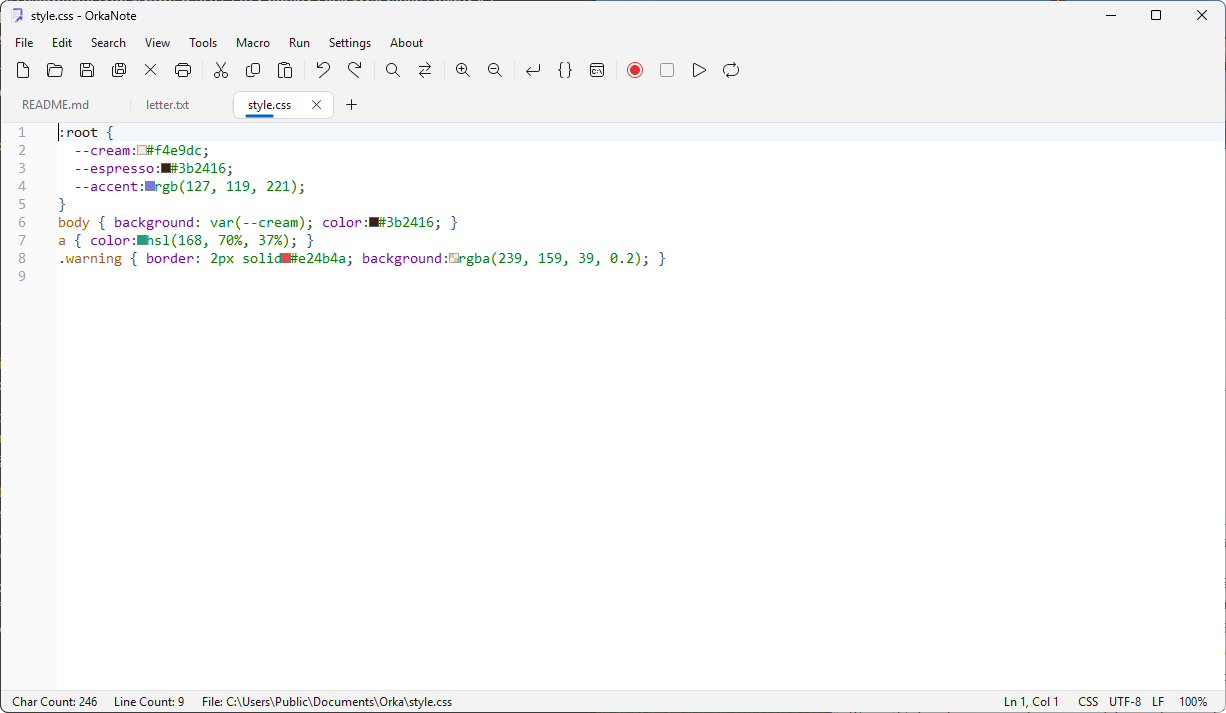 style.css - OrkaNote
File Edit Search View Tools Macro Run Settings About
README.md letter.txt style.css
1 :root {
2 --cream: #f4e9dc;
3 --espresso: #3b2416;
4 --accent: rgb(127, 119, 221);
5 }
6 body { background: var(--cream); color: #3b2416; }
7 a { color: hsl(168, 70%, 37%); }
8 .warning { border: 2px solid #e24b4a; background: rgba(239, 159, 39, 0.2); }
9
Char Count: 246 Line Count: 9 File: C:\Users\Public\Documents\Orka\style.css Ln 1, Col 1 CSS UTF-8 LF 100%